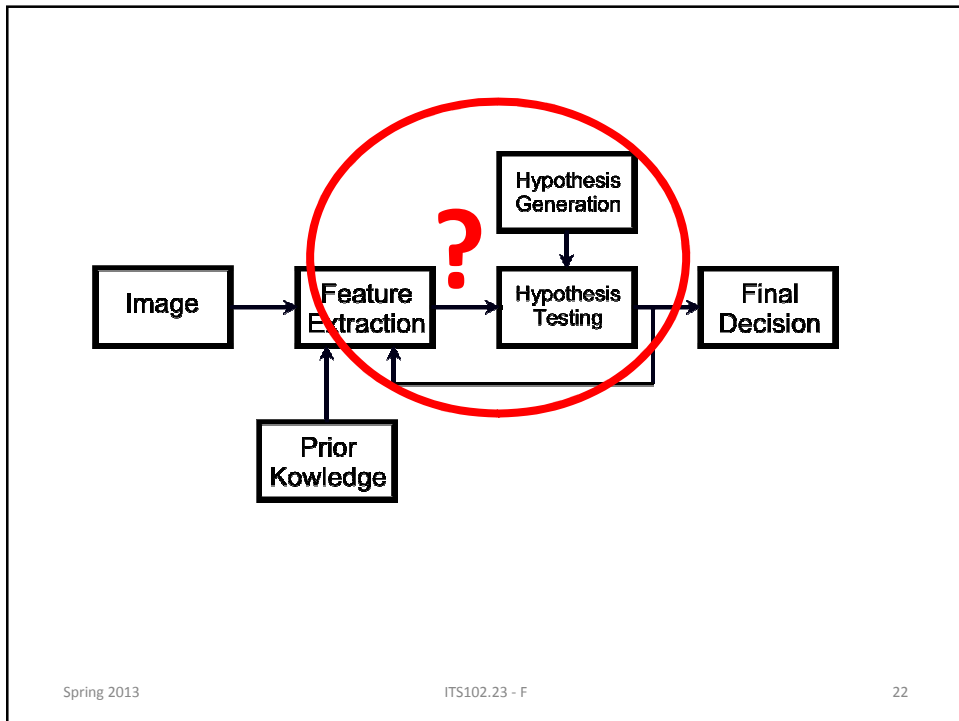 Hypothesis
Generation
?
Image
Feature
Extraction
Hypothesis
Testing
Final
Decision
Prior
Kowledge
Spring 2013
ITS102.23 - F
22